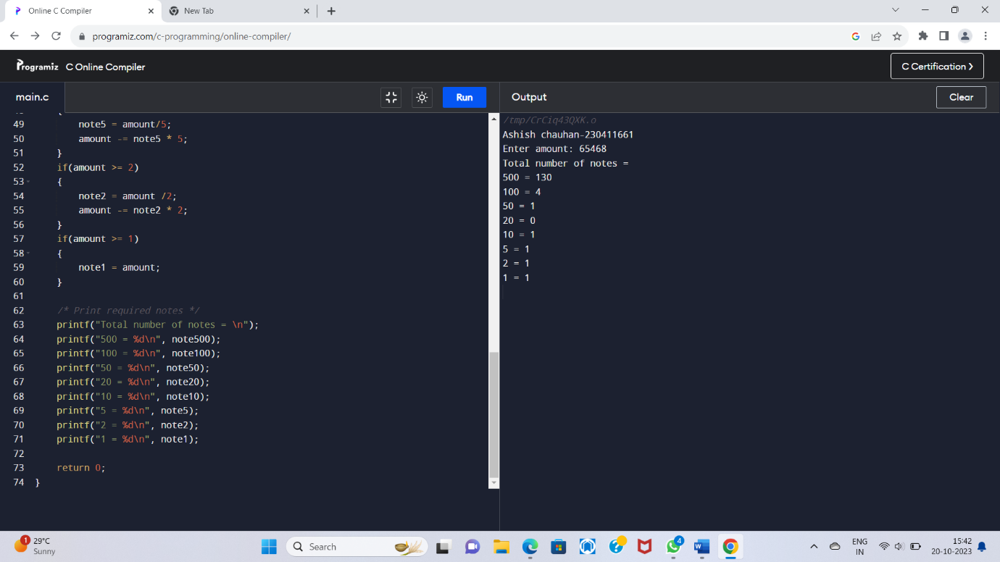 Online C Compiler
New Tab
programiz.com/c-programming/online-compiler/
Programiz C Online Compiler
C Certification
main.c
Run
Output
Clear
49 note5 = amount/5;
50 amount -= note5 * 5;
51 }
52 if(amount >= 2)
53 {
54 note2 = amount /2;
55 amount -= note2 * 2;
56 }
57 if(amount >= 1)
58 {
59 note1 = amount;
60 }
61
62 /* Print required notes */
63 printf("Total number of notes = \n");
64 printf("500 = %d\n", note500);
65 printf("100 = %d\n", note100);
66 printf("50 = %d\n", note50);
67 printf("20 = %d\n", note20);
68 printf("10 = %d\n", note10);
69 printf("5 = %d\n", note5);
70 printf("2 = %d\n", note2);
71 printf("1 = %d\n", note1);
72
73 return 0;
74 }
/tmp/CrCiq43QXK.o
Ashish chauhan-230411661
Enter amount: 65468
Total number of notes =
500 = 130
100 = 4
50 = 1
20 = 0
10 = 1
5 = 1
2 = 1
1 = 1
1
29°C
Sunny
Search
4
ENG
IN
15:42
20-10-2023